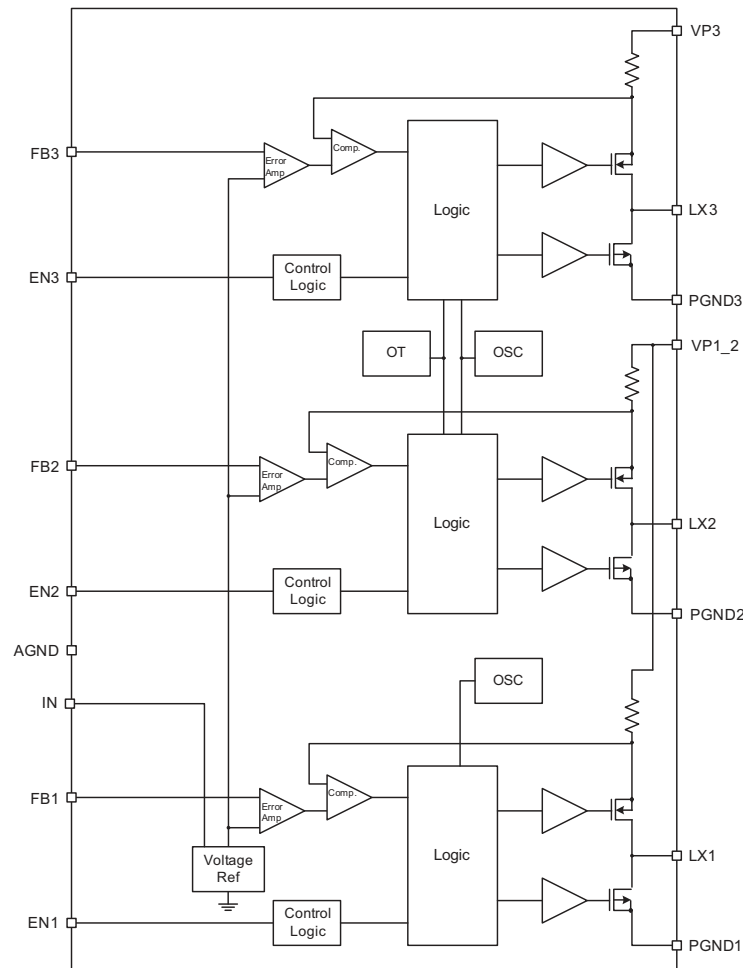 VP3
FB3
Error
Amp
Comp.
Logic
LX3
EN3
Control
Logic
PGND3
OT
OSC
VP1_2
FB2
Error
Amp
Comp.
Logic
LX2
EN2
Control
Logic
PGND2
AGND
OSC
IN
FB1
Error
Amp
Comp.
Logic
Voltage
Ref
LX1
EN1
Control
Logic
PGND1